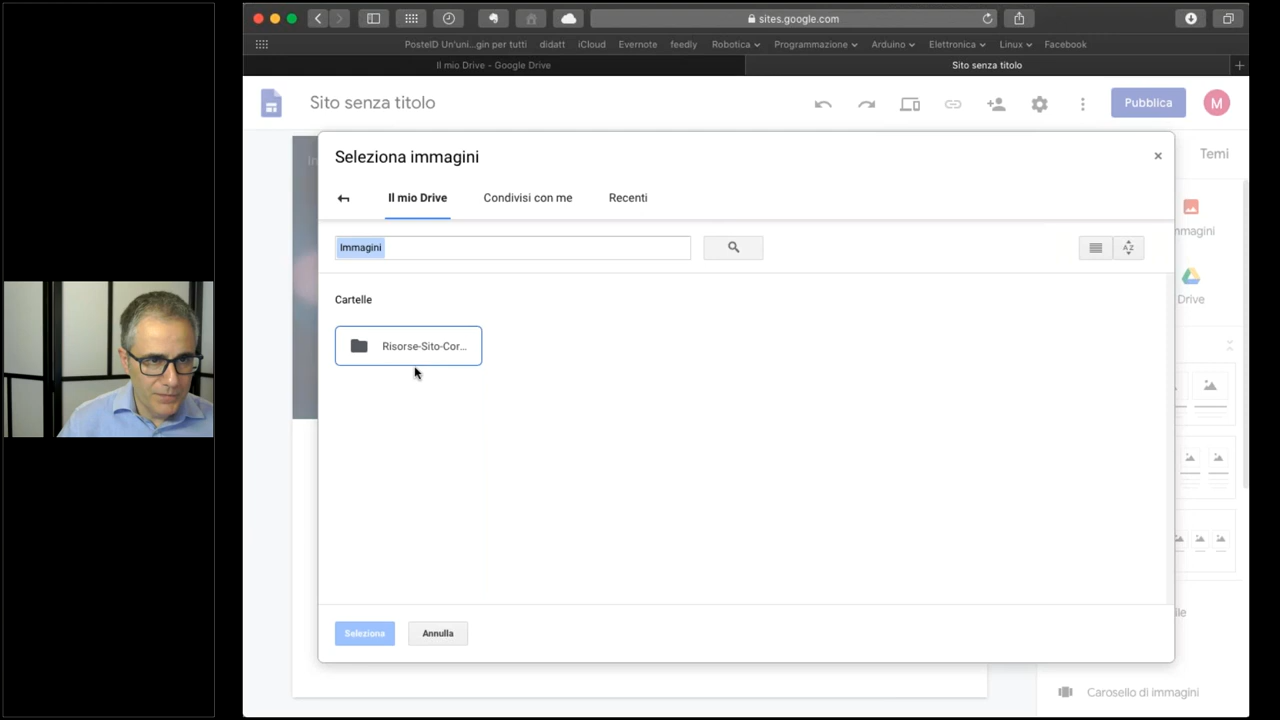 sites.google.com
PosteID Un'uni...gin per tutti didatt iCloud Evernote feedly Robotica Programmazione Arduino Elettronica Linux Facebook
Il mio Drive - Google Drive
Sito senza titolo
Sito senza titolo
Pubblica
M
Seleziona immagini
Temi
Il mio Drive
Condivisi con me
Recenti
Immagini
mmagini
Drive
Cartelle
Risorse-Sito-Cor...
Seleziona
Annulla
Carosello di immagini